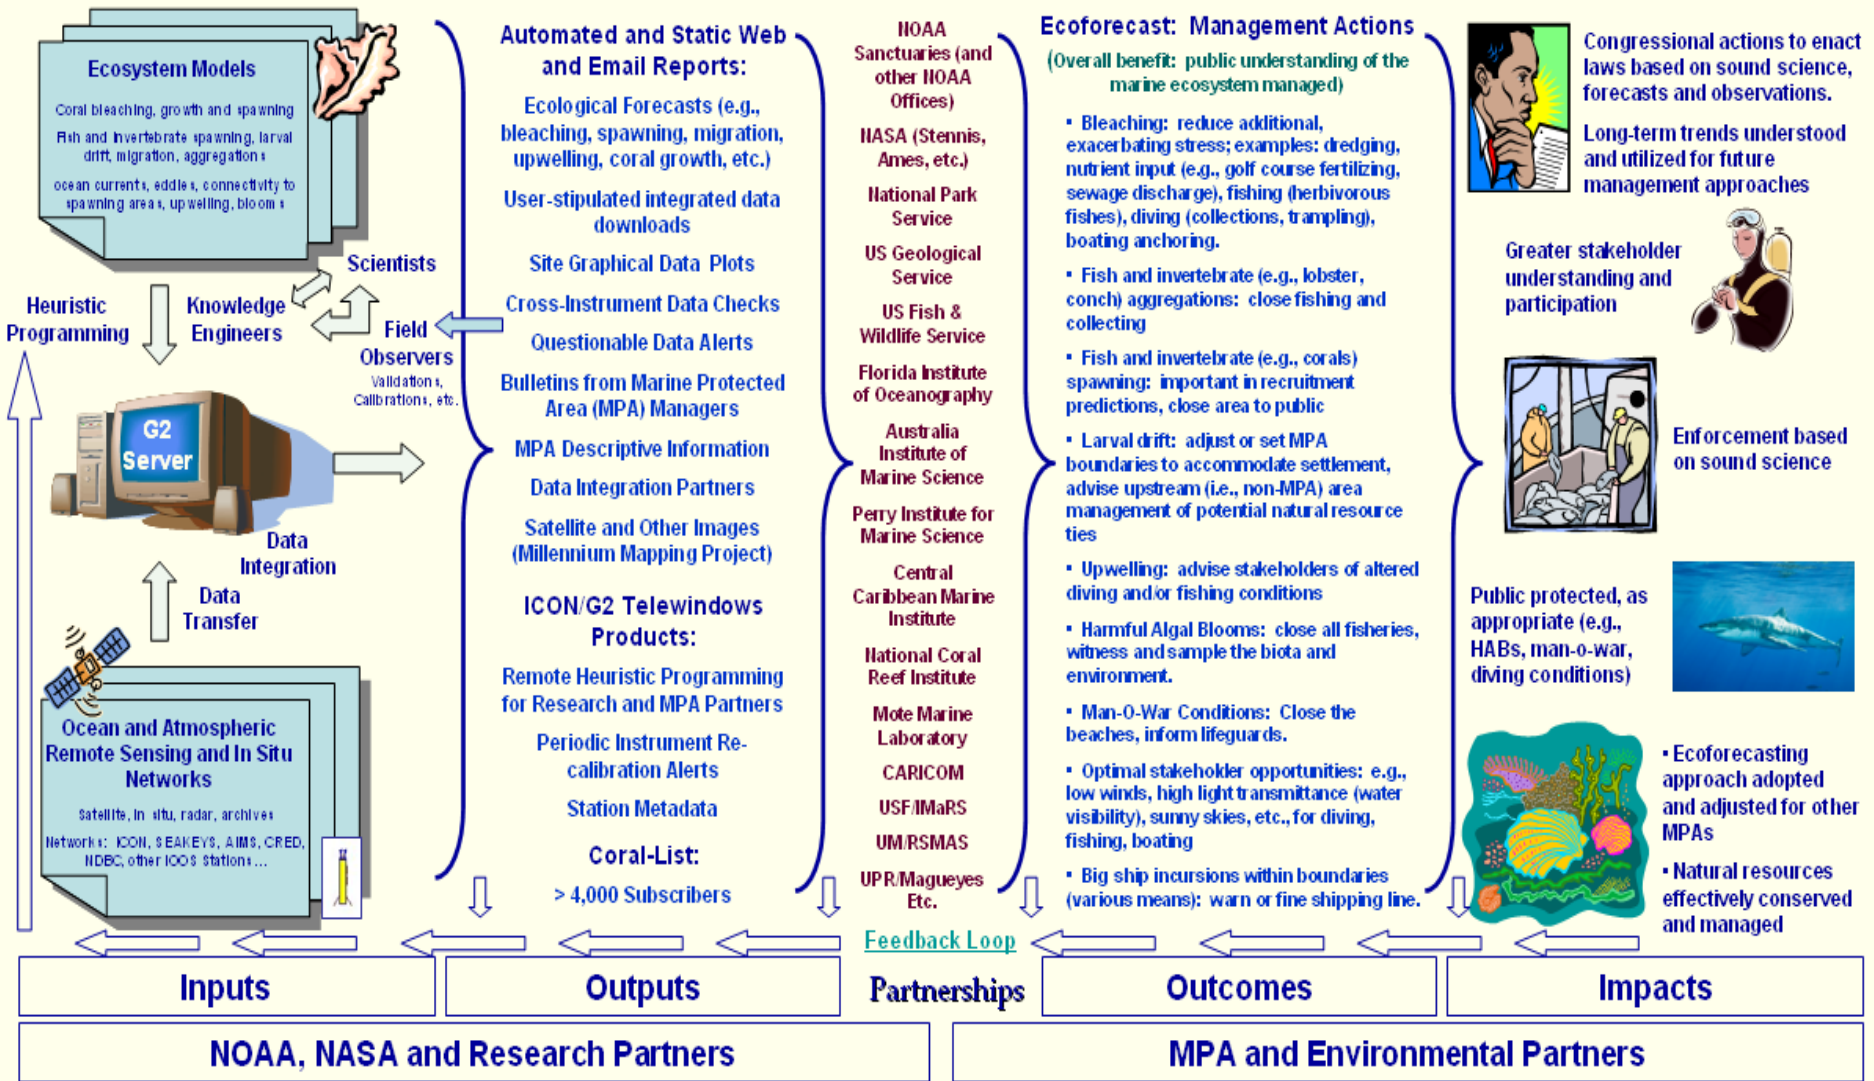 Ecosystem Models
Coral bleaching, growth and spawning
Fish and invertebrate spawning, larval
drift, migration, aggregations
ocean currents, eddies, connectivity to
spawning areas, upwelling, blooms
Scientists
Heuristic
Programming
Knowledge
Engineers
Field
Observers
Validations,
Calibrations, etc.
G2
Server
Data
Integration
Data
Transfer
Ocean and Atmospheric
Remote Sensing and In Situ
Networks
Satellite, in situ, radar, archives
Networks: ICON, SEAKEYS, AIMS, CRED,
NDBC, other IOOS Stations...
Automated and Static Web
and Email Reports:
Ecological Forecasts (e.g.,
bleaching, spawning, migration,
upwelling, coral growth, etc.)
User-stipulated integrated data
downloads
Site Graphical Data Plots
Cross-Instrument Data Checks
Questionable Data Alerts
Bulletins from Marine Protected
Area (MPA) Managers
MPA Descriptive Information
Data Integration Partners
Satellite and Other Images
(Millennium Mapping Project)
ICON/G2 Telewindows
Products:
Remote Heuristic Programming
for Research and MPA Partners
Periodic Instrument Re-
calibration Alerts
Station Metadata
Coral-List:
> 4,000 Subscribers
NOAA
Sanctuaries (and
other NOAA
Offices)
NASA (Stennis,
Ames, etc.)
National Park
Service
US Geological
Service
US Fish &
Wildlife Service
Florida Institute
of Oceanography
Australia
Institute of
Marine Science
Perry Institute for
Marine Science
Central
Caribbean Marine
Institute
National Coral
Reef Institute
Mote Marine
Laboratory
CARICOM
USF/IMaRS
UM/RSMAS
UPR/Magueyes
Etc.
Ecoforecast: Management Actions
(Overall benefit: public understanding of the
marine ecosystem managed)
▪ Bleaching: reduce additional,
exacerbating stress; examples: dredging,
nutrient input (e.g., golf course fertilizing,
sewage discharge), fishing (herbivorous
fishes), diving (collections, trampling),
boating anchoring.
▪ Fish and invertebrate (e.g., lobster,
conch) aggregations: close fishing and
collecting
▪ Fish and invertebrate (e.g., corals)
spawning: important in recruitment
predictions, close area to public
▪ Larval drift: adjust or set MPA
boundaries to accommodate settlement,
advise upstream (i.e., non-MPA) area
management of potential natural resource
ties
▪ Upwelling: advise stakeholders of altered
diving and/or fishing conditions
▪ Harmful Algal Blooms: close all fisheries,
witness and sample the biota and
environment.
▪ Man-O-War Conditions: Close the
beaches, inform lifeguards.
▪ Optimal stakeholder opportunities: e.g.,
low winds, high light transmittance (water
visibility), sunny skies, etc., for diving,
fishing, boating
▪ Big ship incursions within boundaries
(various means): warn or fine shipping line.
Congressional actions to enact
laws based on sound science,
forecasts and observations.
Long-term trends understood
and utilized for future
management approaches
Greater stakeholder
understanding and
participation
Enforcement based
on sound science
Public protected, as
appropriate (e.g.,
HABs, man-o-war,
diving conditions)
▪ Ecoforecasting
approach adopted
and adjusted for other
MPAs
▪ Natural resources
effectively conserved
and managed
Feedback Loop
Inputs
Outputs
Partnerships
Outcomes
Impacts
NOAA, NASA and Research Partners
MPA and Environmental Partners